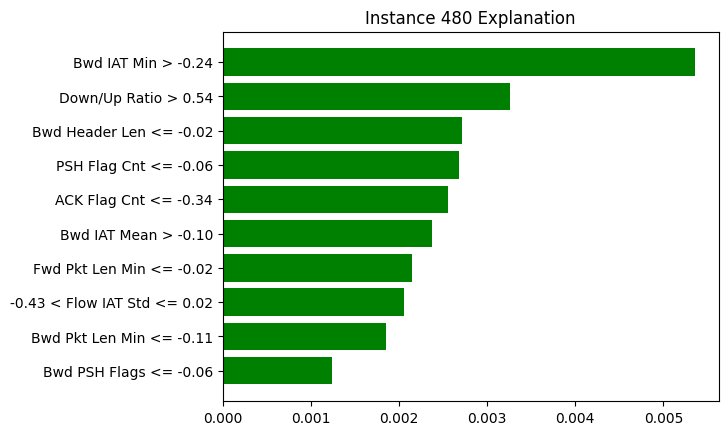 Instance 480 Explanation
Bwd IAT Min > -0.24
Down/Up Ratio > 0.54
Bwd Header Len <= -0.02
PSH Flag Cnt <= -0.06
ACK Flag Cnt <= -0.34
Bwd IAT Mean > -0.10
Fwd Pkt Len Min <= -0.02
-0.43 < Flow IAT Std <= 0.02
Bwd Pkt Len Min <= -0.11
Bwd PSH Flags <= -0.06
0.000 0.001 0.002 0.003 0.004 0.005